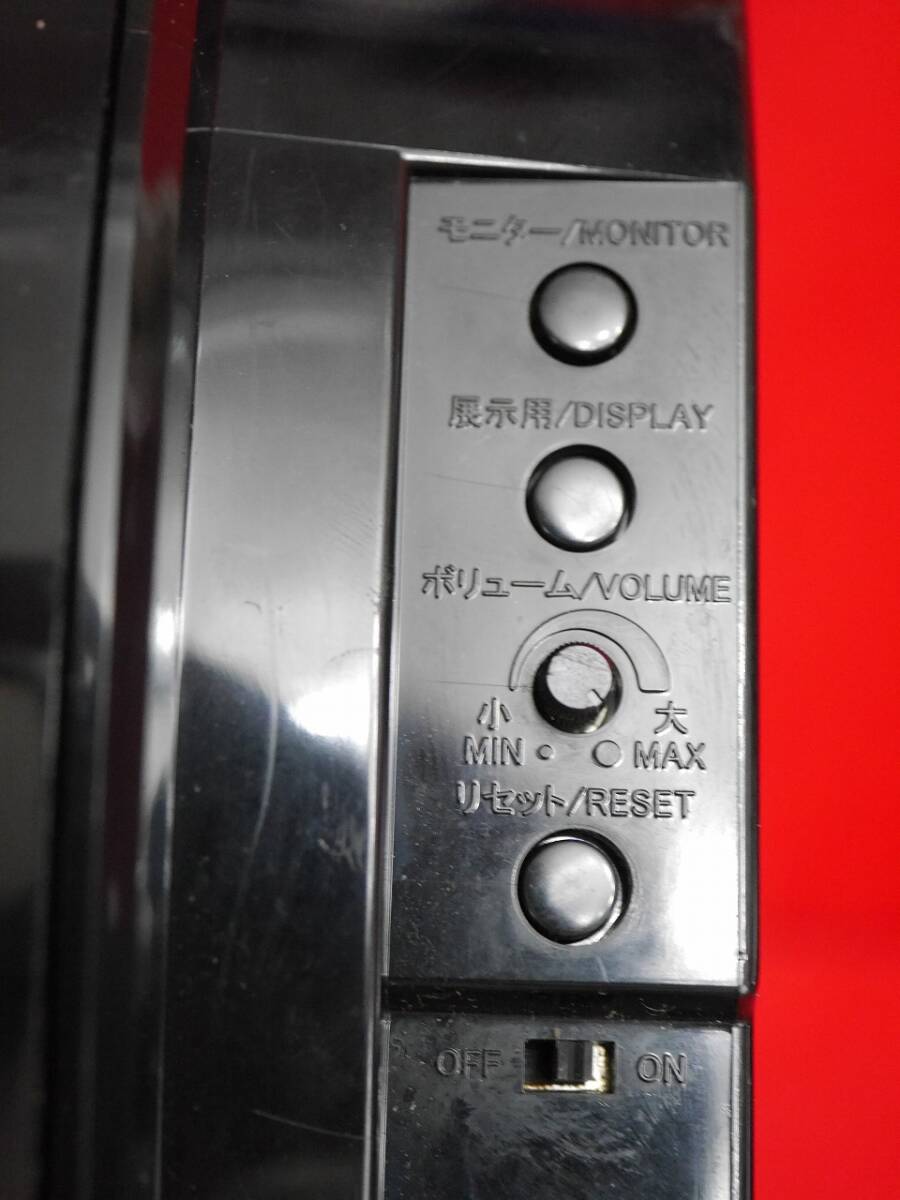 モニター/MONITOR
展示用/DISPLAY
ボリューム/VOLUME
小 大
MIN MAX
リセット/RESET
OFF ON